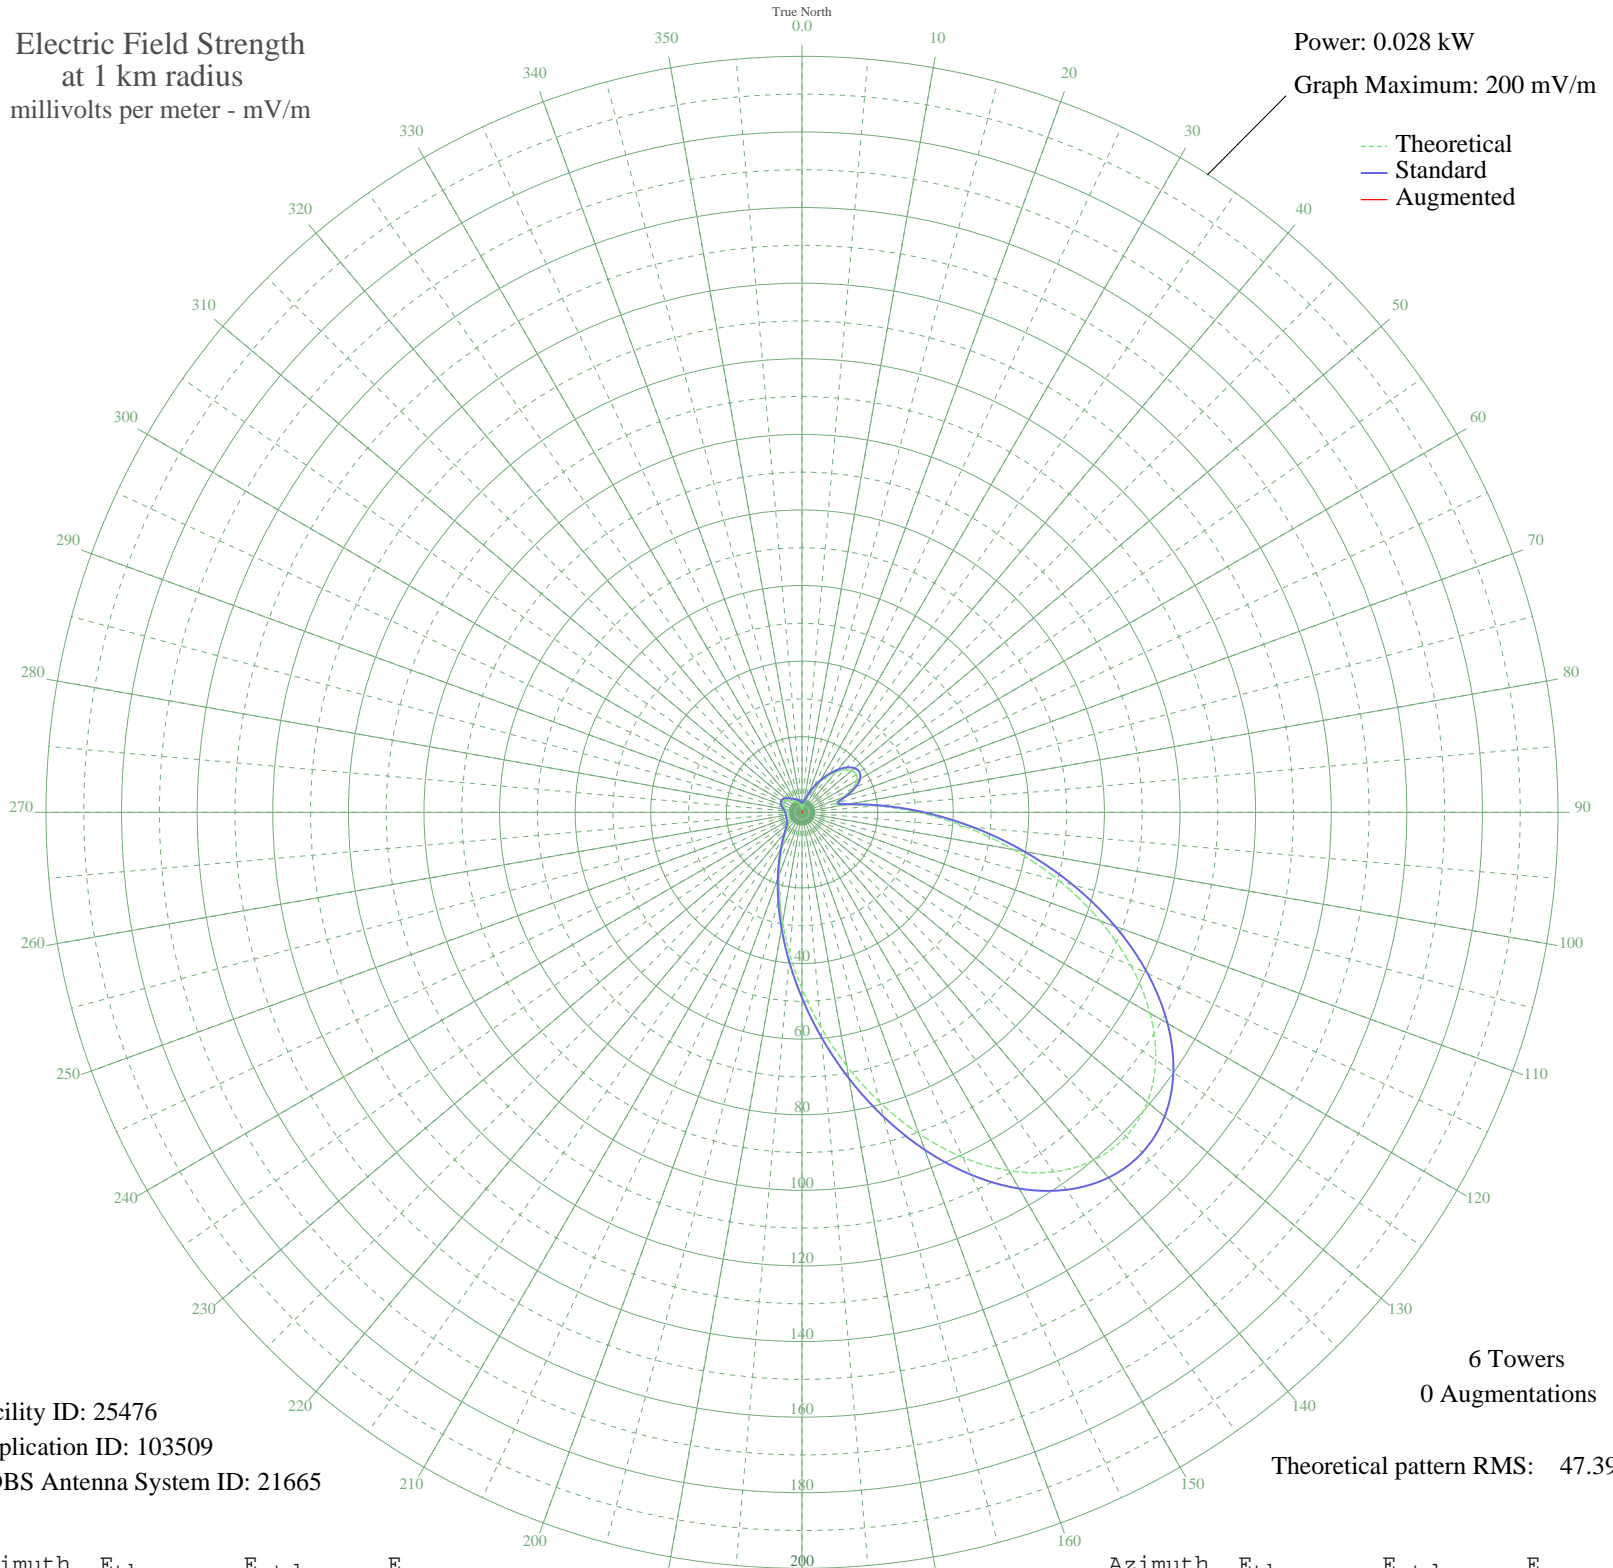 True North
0.0
Electric Field Strength
at 1 km radius
millivolts per meter - mV/m
Power: 0.028 kW
Graph Maximum: 200 mV/m
Theoretical
Standard
Augmented
10
20
30
40
50
60
70
80
90
100
110
120
130
140
150
160
200
210
220
230
240
250
260
270
280
290
300
310
320
330
340
350
40
60
80
100
120
140
160
180
200
6 Towers
0 Augmentations
Theoretical pattern RMS: 47.39
cility ID: 25476
plication ID: 103509
DBS Antenna System ID: 21665
imuth E E E
Azimuth E E E